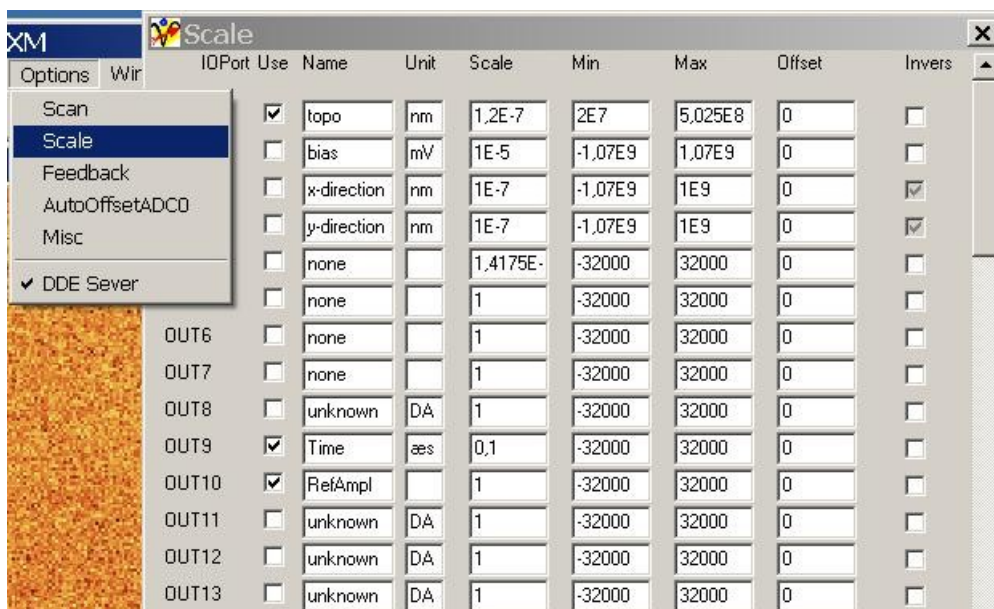 XM
Options Wir
Scan
Scale
Feedback
AutoOffsetADC0
Misc
DDE Sever
Scale
IOPort Use Name Unit Scale Min Max Offset Invers
topo nm 1,2E-7 2E7 5,025E8 0
bias mV 1E-5 -1,07E9 1,07E9 0
x-direction nm 1E-7 -1,07E9 1E9 0
y-direction nm 1E-7 -1,07E9 1E9 0
none 1,4175E- -32000 32000 0
none 1 -32000 32000 0
OUT6 none 1 -32000 32000 0
OUT7 none 1 -32000 32000 0
OUT8 unknown DA 1 -32000 32000 0
OUT9 Time æs 0,1 -32000 32000 0
OUT10 RefAmpl 1 -32000 32000 0
OUT11 unknown DA 1 -32000 32000 0
OUT12 unknown DA 1 -32000 32000 0
OUT13 unknown DA 1 -32000 32000 0